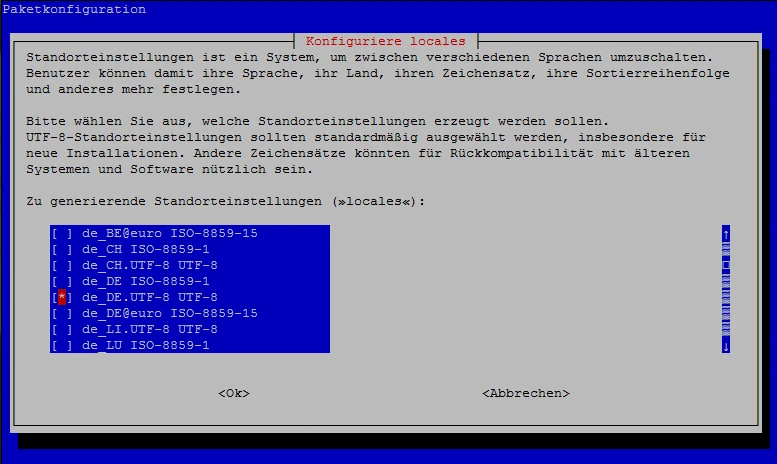 Paketkonfiguration
Konfiguriere locales
Standorteinstellungen ist ein System, um zwischen verschiedenen Sprachen umzuschalten.
Benutzer können damit ihre Sprache, ihr Land, ihren Zeichensatz, ihre Sortierreihenfolge
und anderes mehr festlegen.
Bitte wählen Sie aus, welche Standorteinstellungen erzeugt werden sollen.
UTF-8-Standorteinstellungen sollten standardmäßig ausgewählt werden, insbesondere für
neue Installationen. Andere Zeichensätze könnten für Rückkompatibilität mit älteren
Systemen und Software nützlich sein.
Zu generierende Standorteinstellungen (»locales«):
[ ] de_BE@euro ISO-8859-15
[ ] de_CH ISO-8859-1
[ ] de_CH.UTF-8 UTF-8
[ ] de_DE ISO-8859-1
[*] de_DE.UTF-8 UTF-8
[ ] de_DE@euro ISO-8859-15
[ ] de_LI.UTF-8 UTF-8
[ ] de_LU ISO-8859-1
<Ok> <Abbrechen>